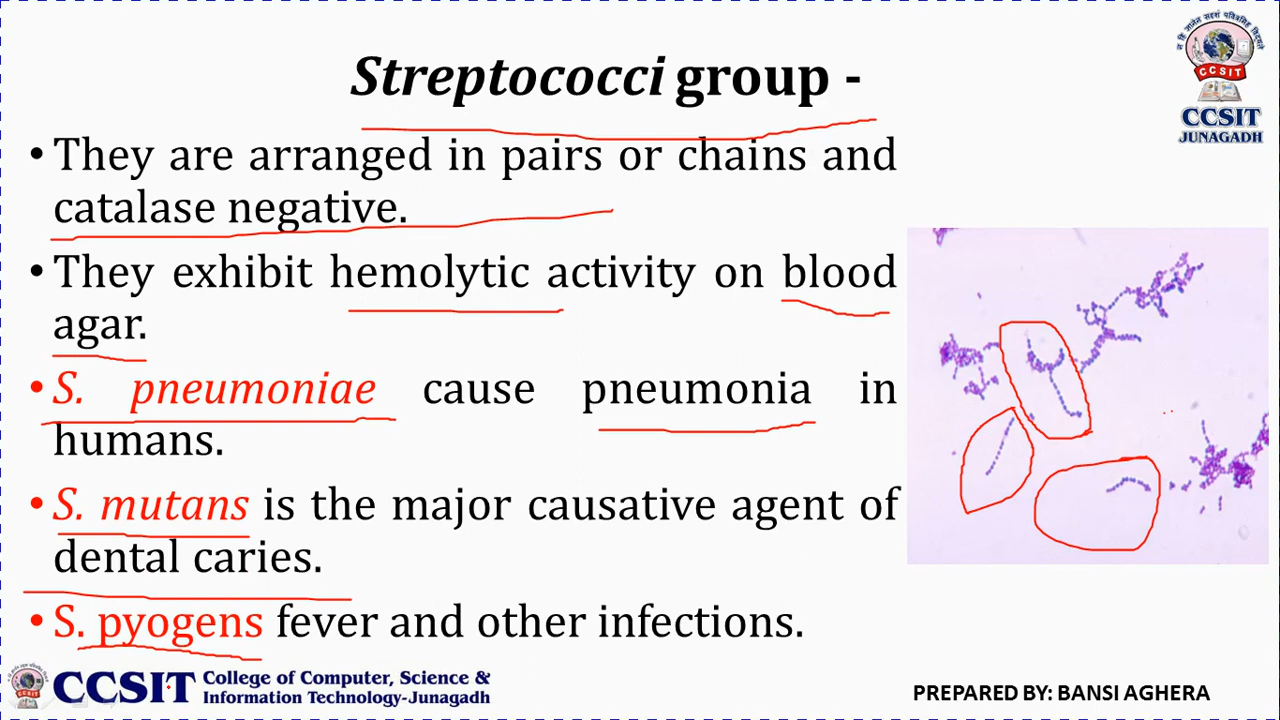 Streptococci group -
• They are arranged in pairs or chains and
catalase negative.
• They exhibit hemolytic activity on blood
agar.
• S. pneumoniae cause pneumonia in
humans.
• S. mutans is the major causative agent of
dental caries.
• S. pyogens fever and other infections.
CCSIT
CCSIT
JUNAGADH
CCSIT
College of Computer, Science &
Information Technology-Junagadh
PREPARED BY: BANSI AGHERA